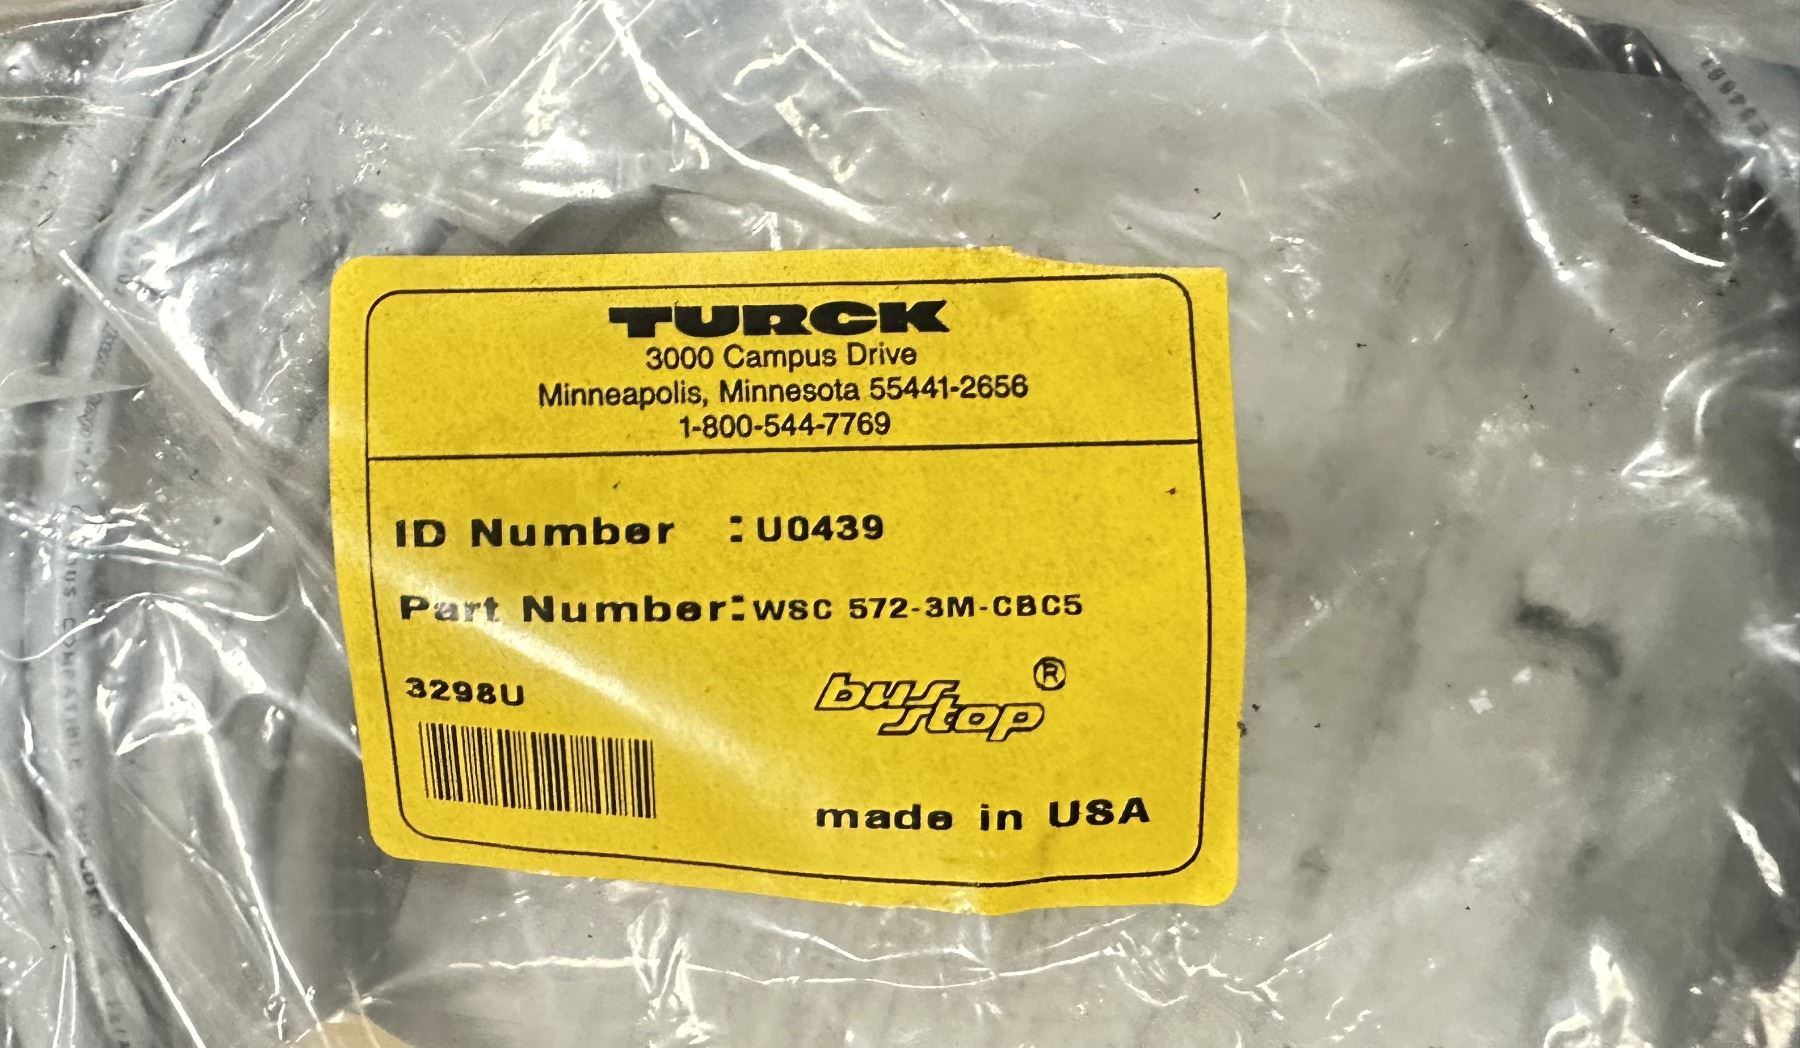 TURCK
3000 Campus Drive
Minneapolis, Minnesota 55441-2656
1-800-544-7769
ID Number : U0439
Part Number: WSC 572-3M-CBC5
3298U
bus stop®
made in USA
COMPATIBLE